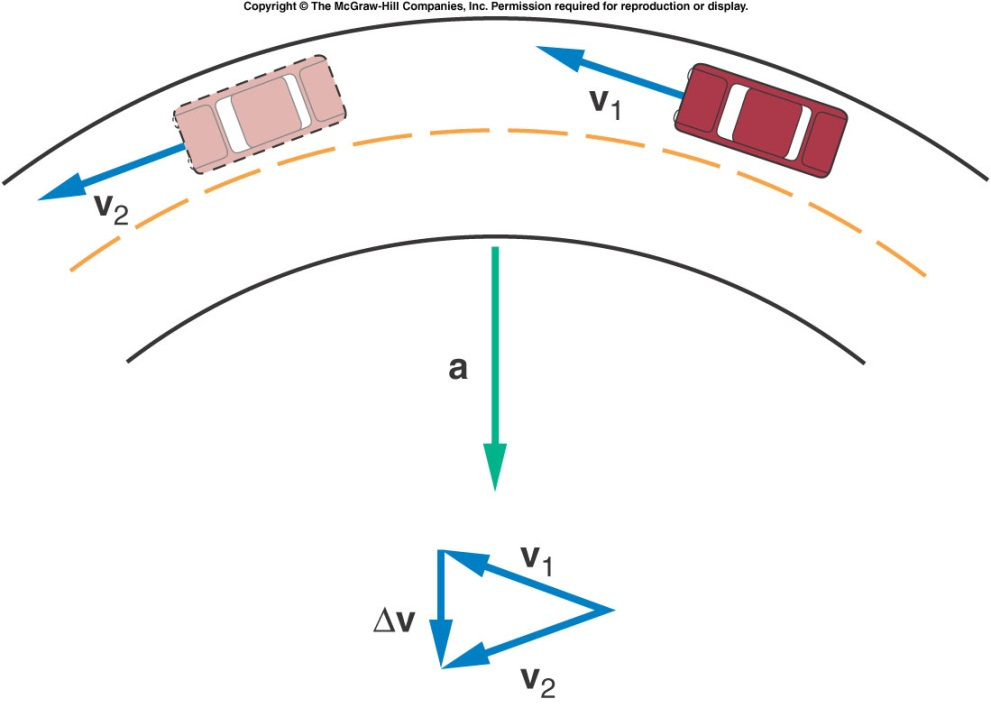 Copyright © The McGraw-Hill Companies, Inc. Permission required for reproduction or display.
v₁
v₂
a
v₁
Δv
v₂